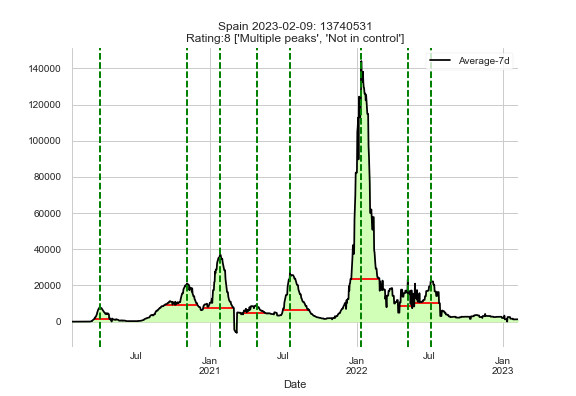 Spain 2023-02-09: 13740531
Rating:8 ['Multiple peaks', 'Not in control']
Average-7d
140000
120000
100000
80000
60000
40000
20000
0
Jul
Jan
2021
Jul
Jan
2022
Jul
Jan
2023
Date